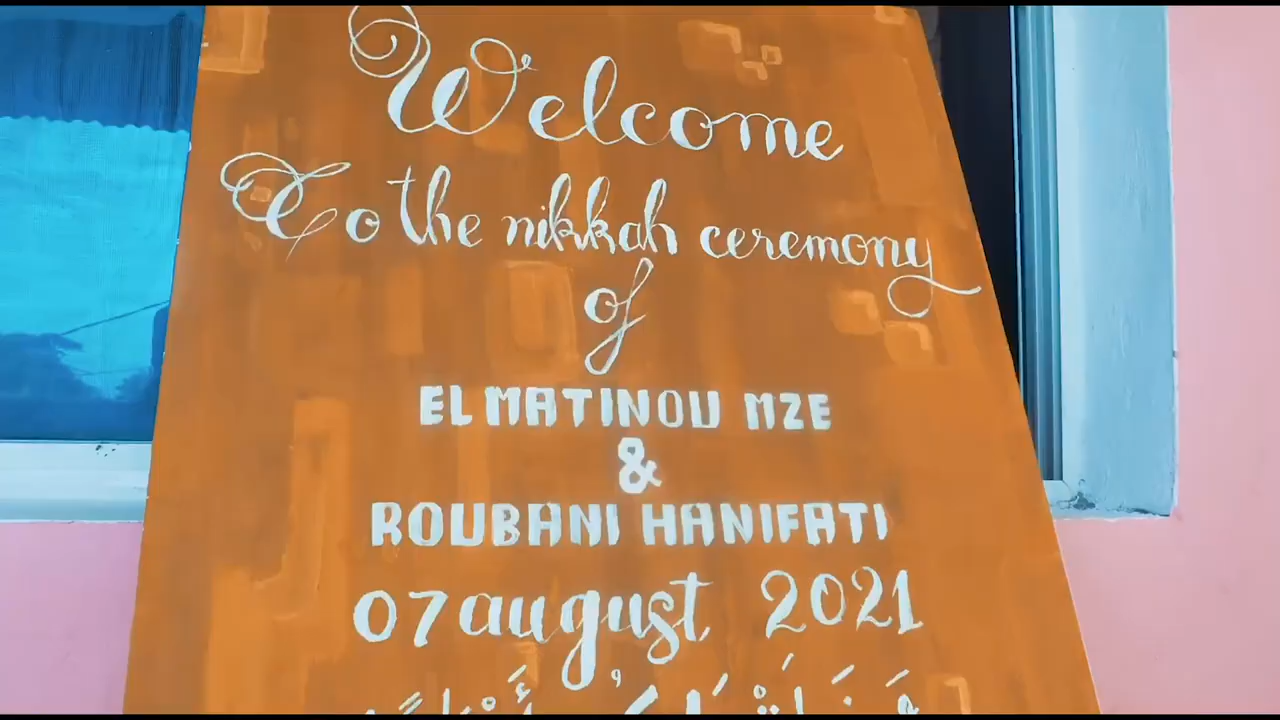 Welcome
To the nikkah ceremony
of
EL MATINOU MZE
&
ROUBANI HANIFATI
07 august 2021